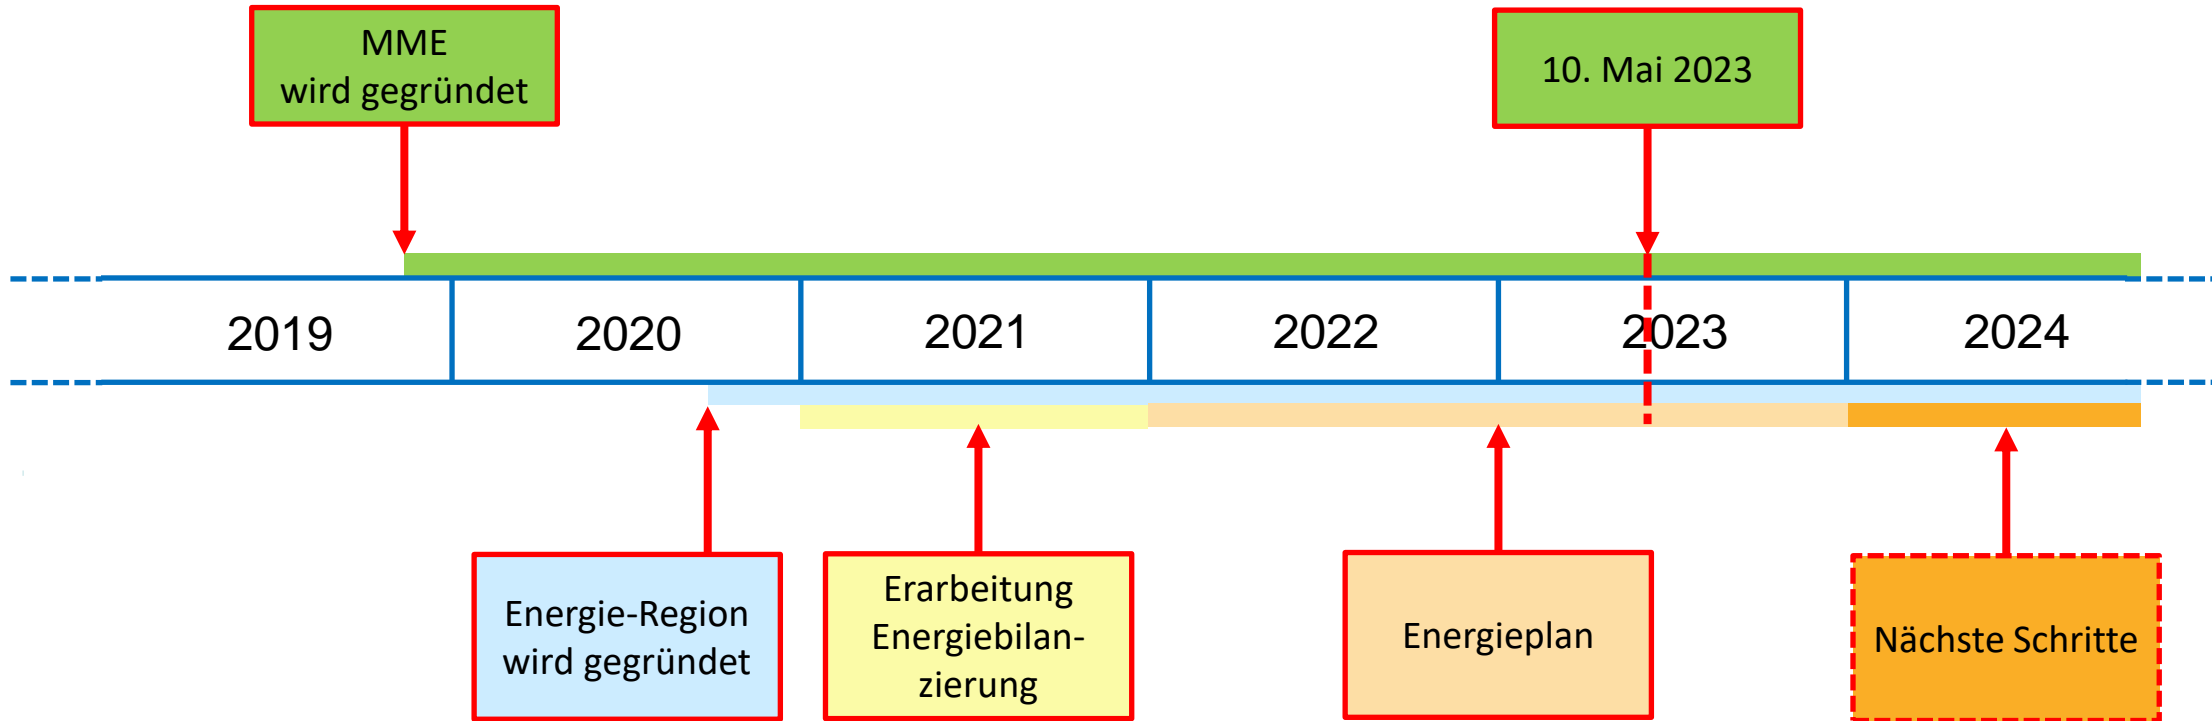 MME
wird gegründet
10. Mai 2023
2019
2020
2021
2022
2023
2024
Energie-Region
wird gegründet
Erarbeitung
Energiebilan-
zierung
Energieplan
Nächste Schritte